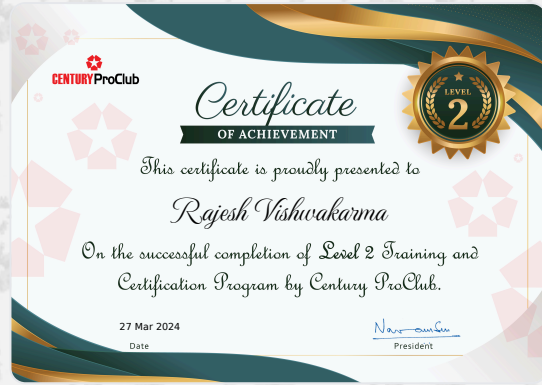 CENTURY ProClub
LEVEL
2
Certificate
OF ACHIEVEMENT
This certificate is proudly presented to
Rajesh Vishwakarma
On the successful completion of Level 2 Training and
Certification Program by Century ProClub.
27 Mar 2024
Date
President